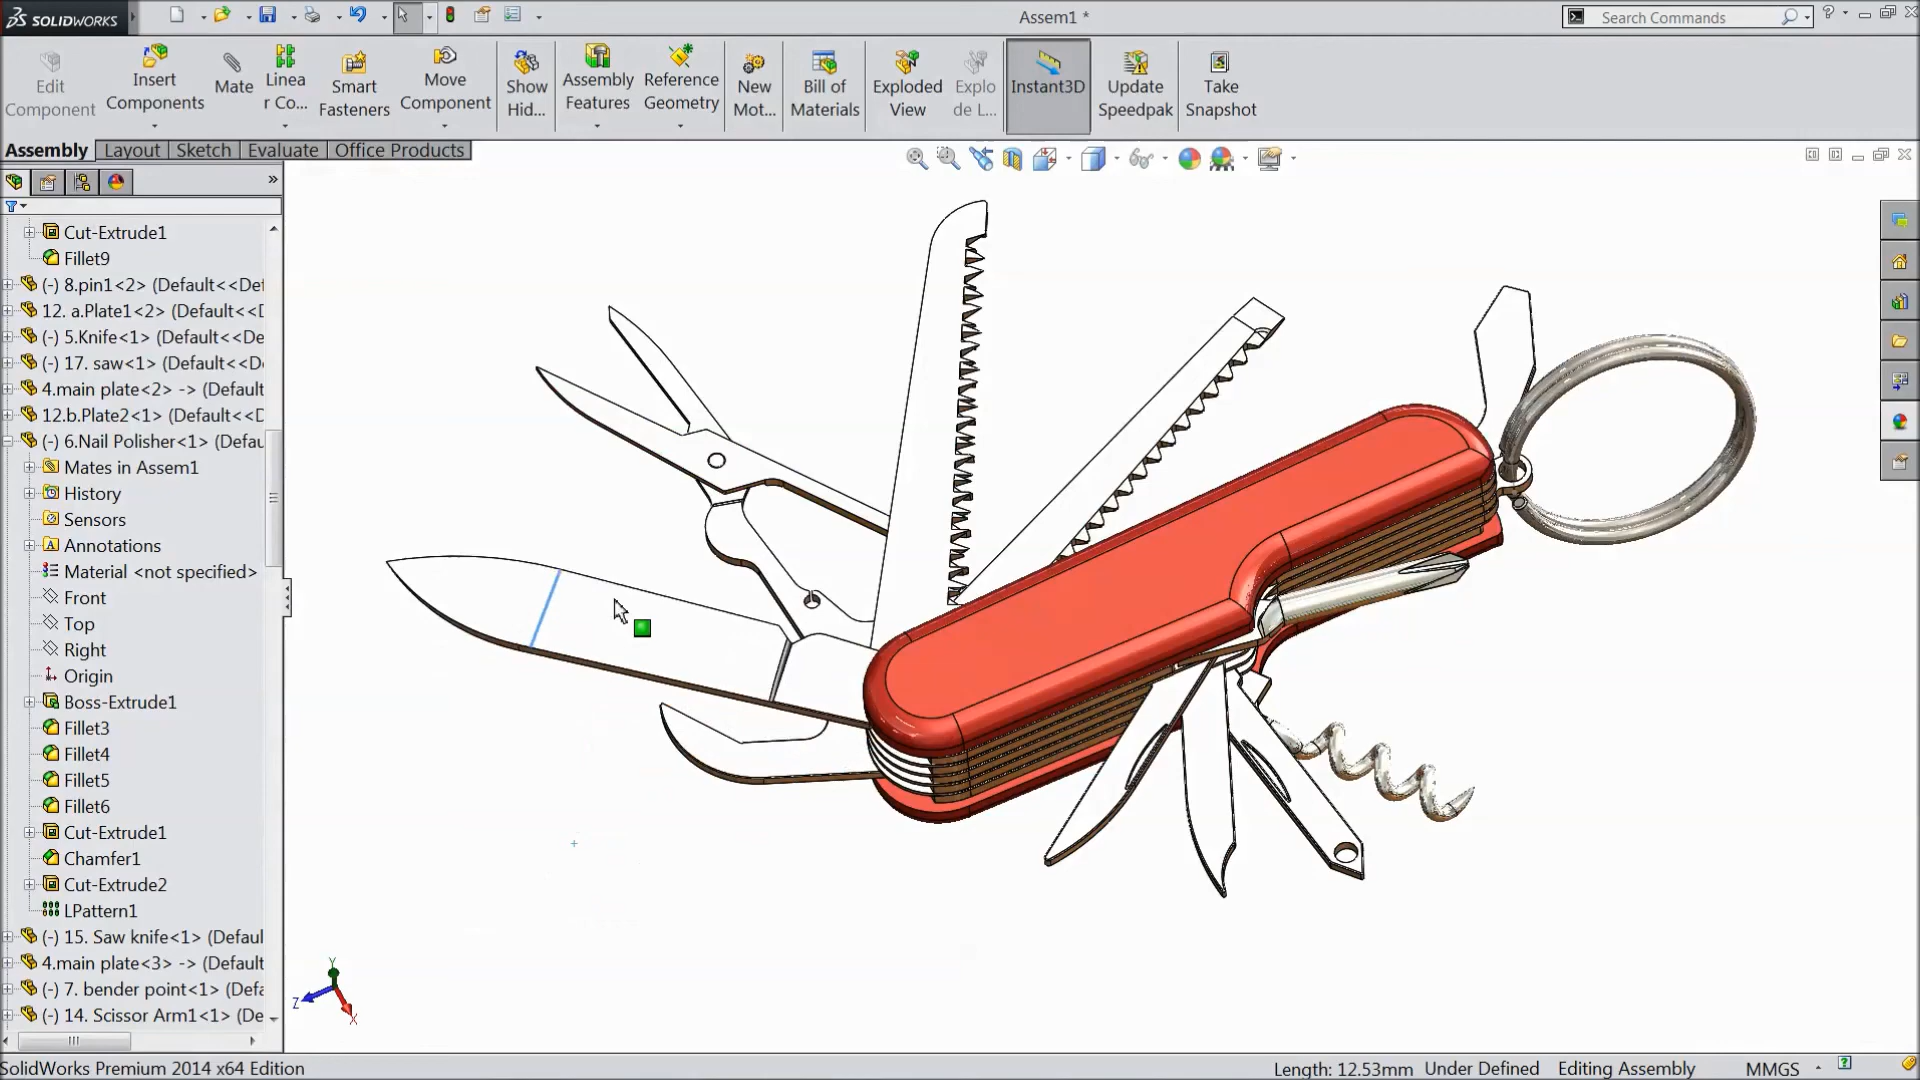 SOLIDWORKS
Assem1 *
Search Commands
Edit
Component
Insert
Components
Mate
Linea
r Co...
Smart
Fasteners
Move
Component
Show
Hid...
Assembly
Features
Reference
Geometry
New
Mot...
Bill of
Materials
Exploded
View
Explo
de L...
Instant3D
Update
Speedpak
Take
Snapshot
Assembly
Layout
Sketch
Evaluate
Office Products
Cut-Extrude1
Fillet9
(-) 8.pin1<2> (Default<<Def
12. a.Plate1<2> (Default<<D
(-) 5.Knife<1> (Default<<De
(-) 17. saw<1> (Default<<D
4.main plate<2> -> (Default
12.b.Plate2<1> (Default<<D
(-) 6.Nail Polisher<1> (Defau
Mates in Assem1
History
Sensors
Annotations
Material <not specified>
Front
Top
Right
Origin
Boss-Extrude1
Fillet3
Fillet4
Fillet5
Fillet6
Cut-Extrude1
Chamfer1
Cut-Extrude2
LPattern1
(-) 15. Saw knife<1> (Defaul
4.main plate<3> -> (Default
(-) 7. bender point<1> (Defa
(-) 14. Scissor Arm1<1> (De
Y
Z
X
SolidWorks Premium 2014 x64 Edition
Length: 12.53mm
Under Defined
Editing Assembly
MMGS